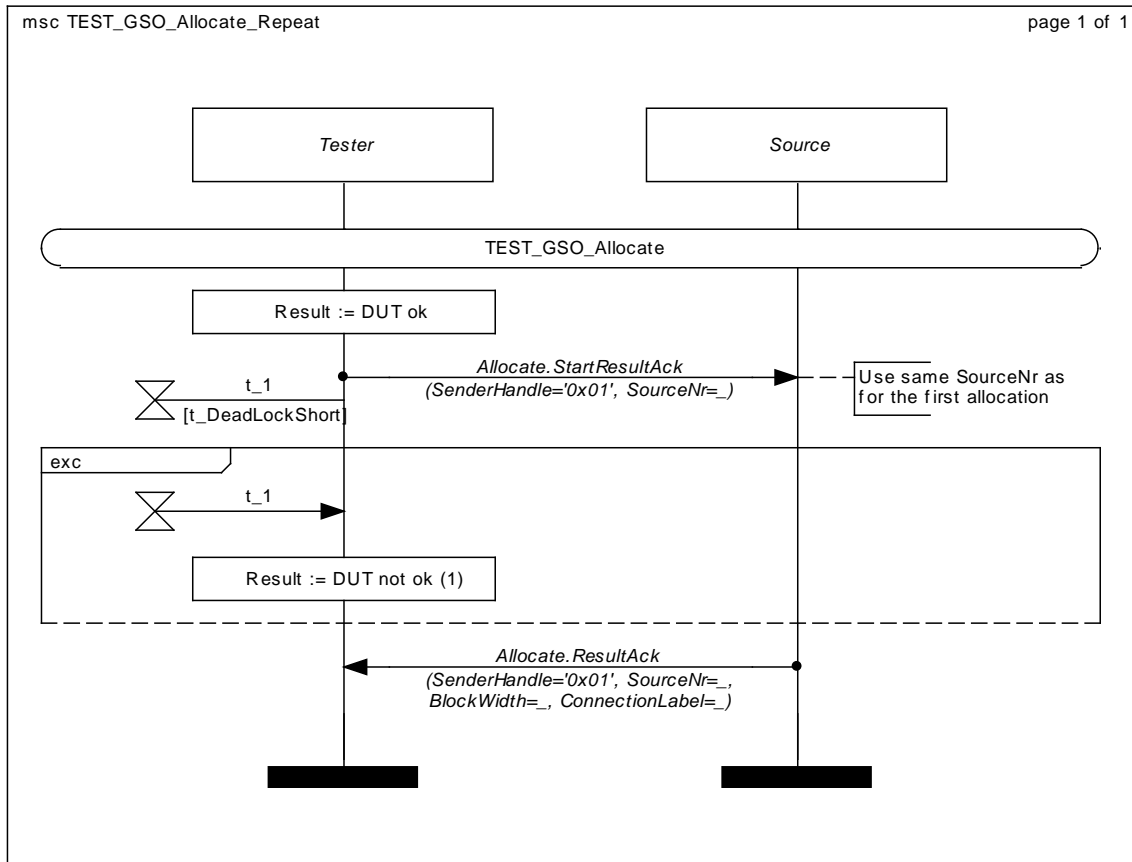 msc TEST_GSO_Allocate_Repeat page 1 of 1
Tester Source
TEST_GSO_Allocate
Result := DUT ok
Allocate.StartResultAck
(SenderHandle='0x01', SourceNr=_)
Use same SourceNr as
for the first allocation
t_1
[t_DeadLockShort]
exc
t_1
Result := DUT not ok (1)
Allocate.ResultAck
(SenderHandle='0x01', SourceNr=_,
BlockWidth=_, ConnectionLabel=_)